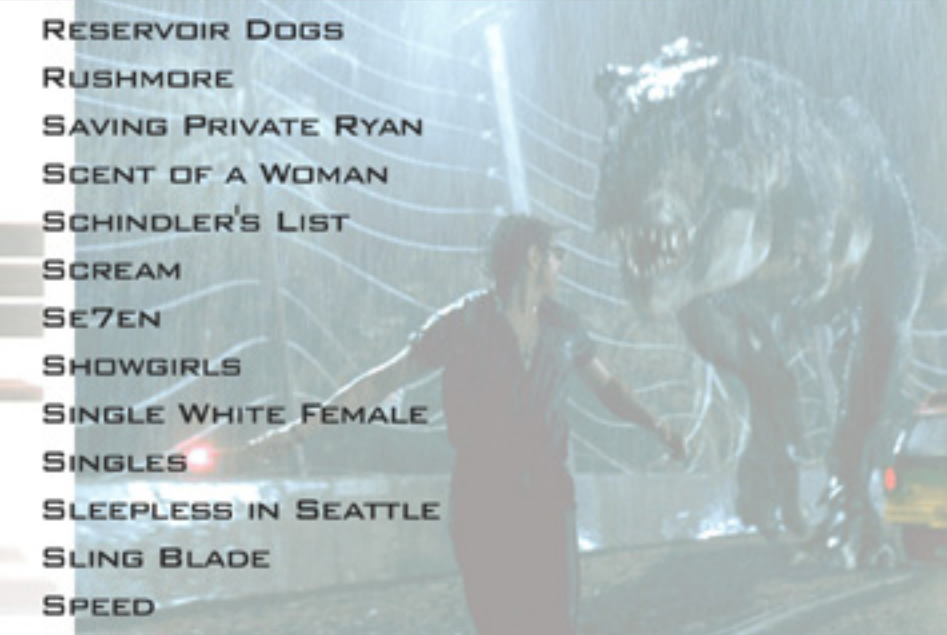 Reservoir Dogs
Rushmore
Saving Private Ryan
Scent of a Woman
Schindler's List
Scream
Se7en
Showgirls
Single White Female
Singles
Sleepless in Seattle
Sling Blade
Speed